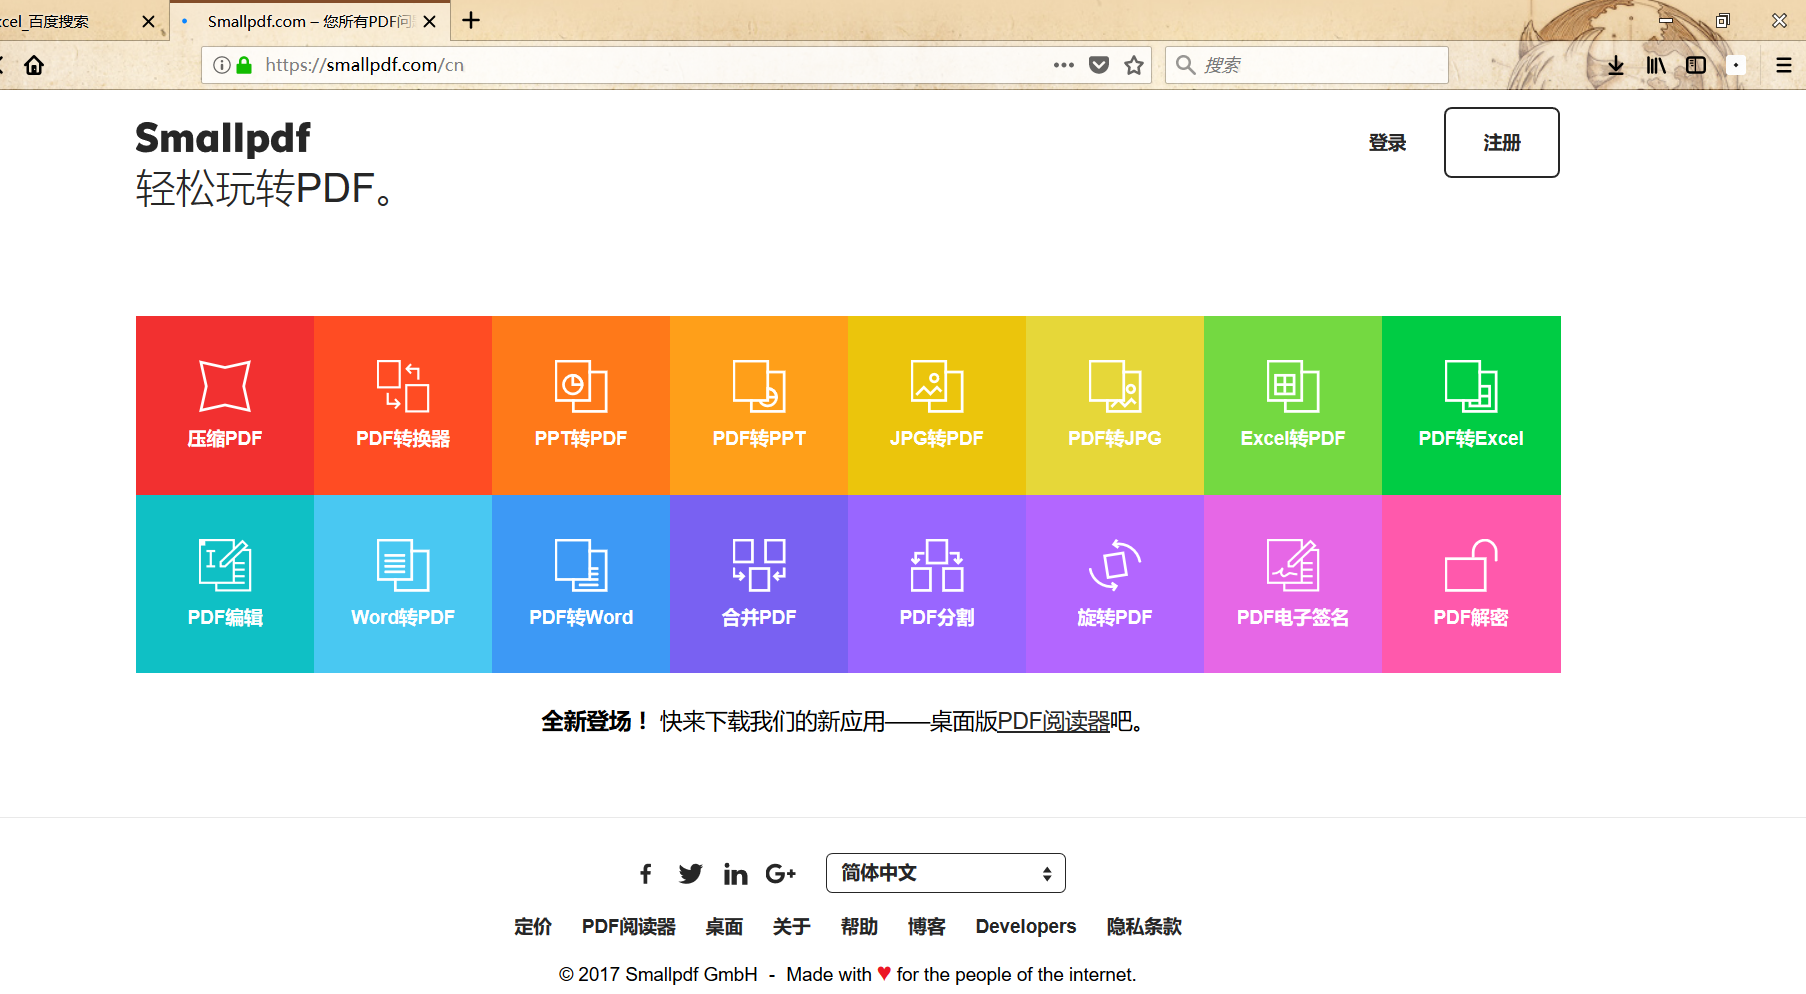 cel_百度搜索
Smallpdf.com – 您所有PDF问
https://smallpdf.com/cn
搜索
Smallpdf
登录
注册
轻松玩转PDF。
压缩PDF
PDF转换器
PPT转PDF
PDF转PPT
JPG转PDF
PDF转JPG
Excel转PDF
PDF转Excel
PDF编辑
Word转PDF
PDF转Word
合并PDF
PDF分割
旋转PDF
PDF电子签名
PDF解密
全新登场！ 快来下载我们的新应用——桌面版PDF阅读器吧。
简体中文
定价 PDF阅读器 桌面 关于 帮助 博客 Developers 隐私条款
© 2017 Smallpdf GmbH - Made with ♥ for the people of the internet.